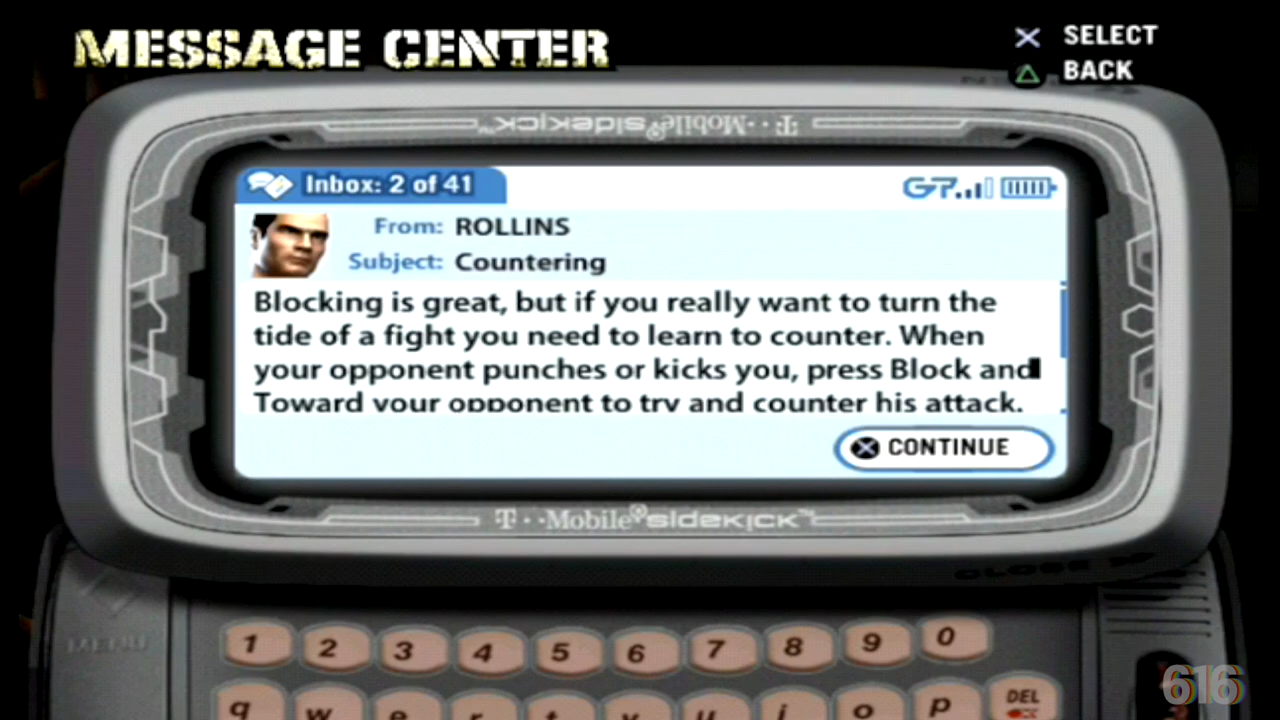 MESSAGE CENTER
SELECT
BACK
T··Mobile® sidekick™
Inbox: 2 of 41
From: ROLLINS
Subject: Countering
Blocking is great, but if you really want to turn the
tide of a fight you need to learn to counter. When
your opponent punches or kicks you, press Block and
Toward your opponent to try and counter his attack.
CONTINUE
T··Mobile® sidekick™
MENU
1 2 3 4 5 6 7 8 9 0
q w e r t y u i o p DEL
616